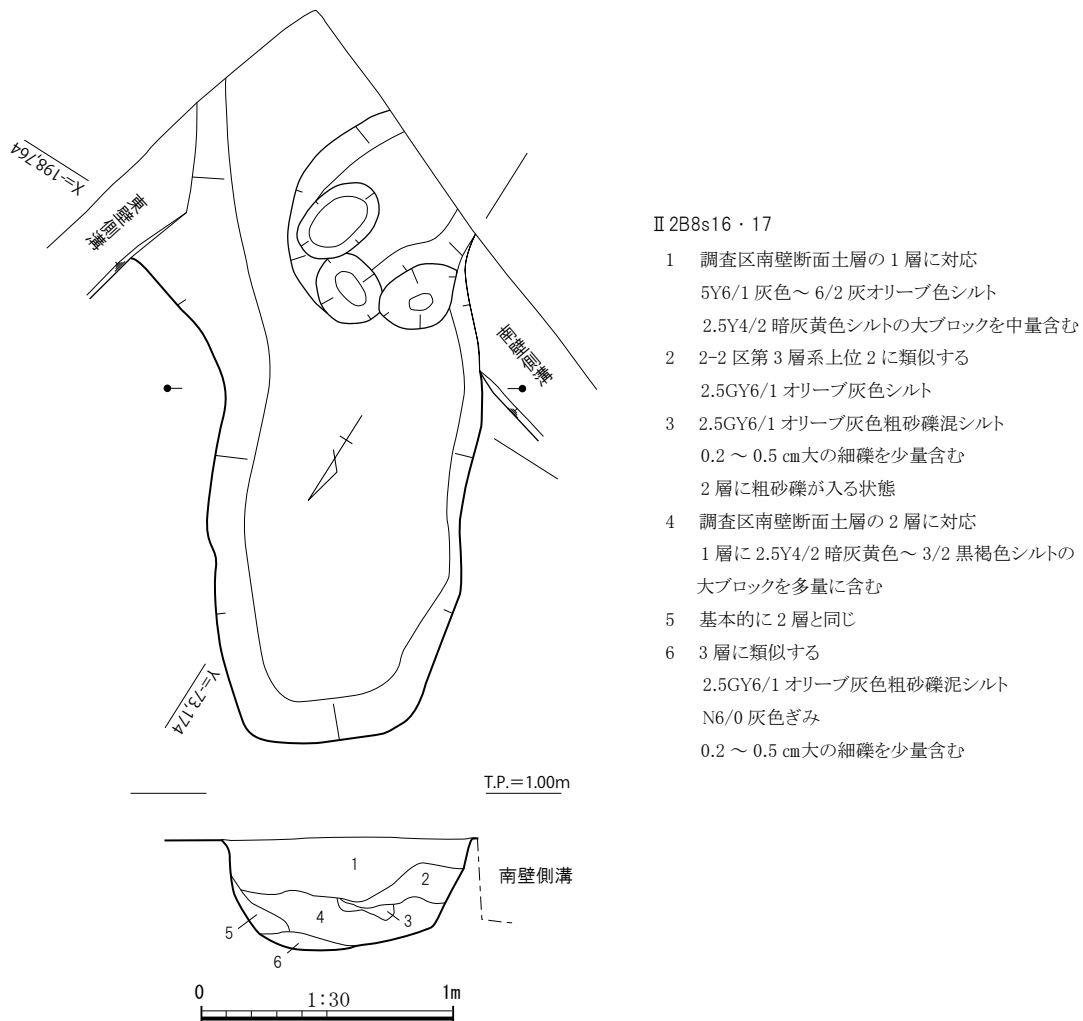 X=-198,764
東壁側溝
南壁側溝
Y=-73,174
Ⅱ2B8s16・17
1 調査区南壁断面土層の 1 層に対応
5Y6/1 灰色～ 6/2 灰オリーブ色シルト
2.5Y4/2 暗灰黄色シルトの大ブロックを中量含む
2 2-2 区第 3 層系上位 2 に類似する
2.5GY6/1 オリーブ灰色シルト
3 2.5GY6/1 オリーブ灰色粗砂礫混シルト
0.2 ～ 0.5 ㎝大の細礫を少量含む
2 層に粗砂礫が入る状態
4 調査区南壁断面土層の 2 層に対応
1 層に 2.5Y4/2 暗灰黄色～ 3/2 黒褐色シルトの
大ブロックを多量に含む
5 基本的に 2 層と同じ
6 3 層に類似する
2.5GY6/1 オリーブ灰色粗砂礫泥シルト
N6/0 灰色ぎみ
0.2 ～ 0.5 ㎝大の細礫を少量含む
T.P.=1.00m
1
2
南壁側溝
4
3
5
6
0 1:30 1m